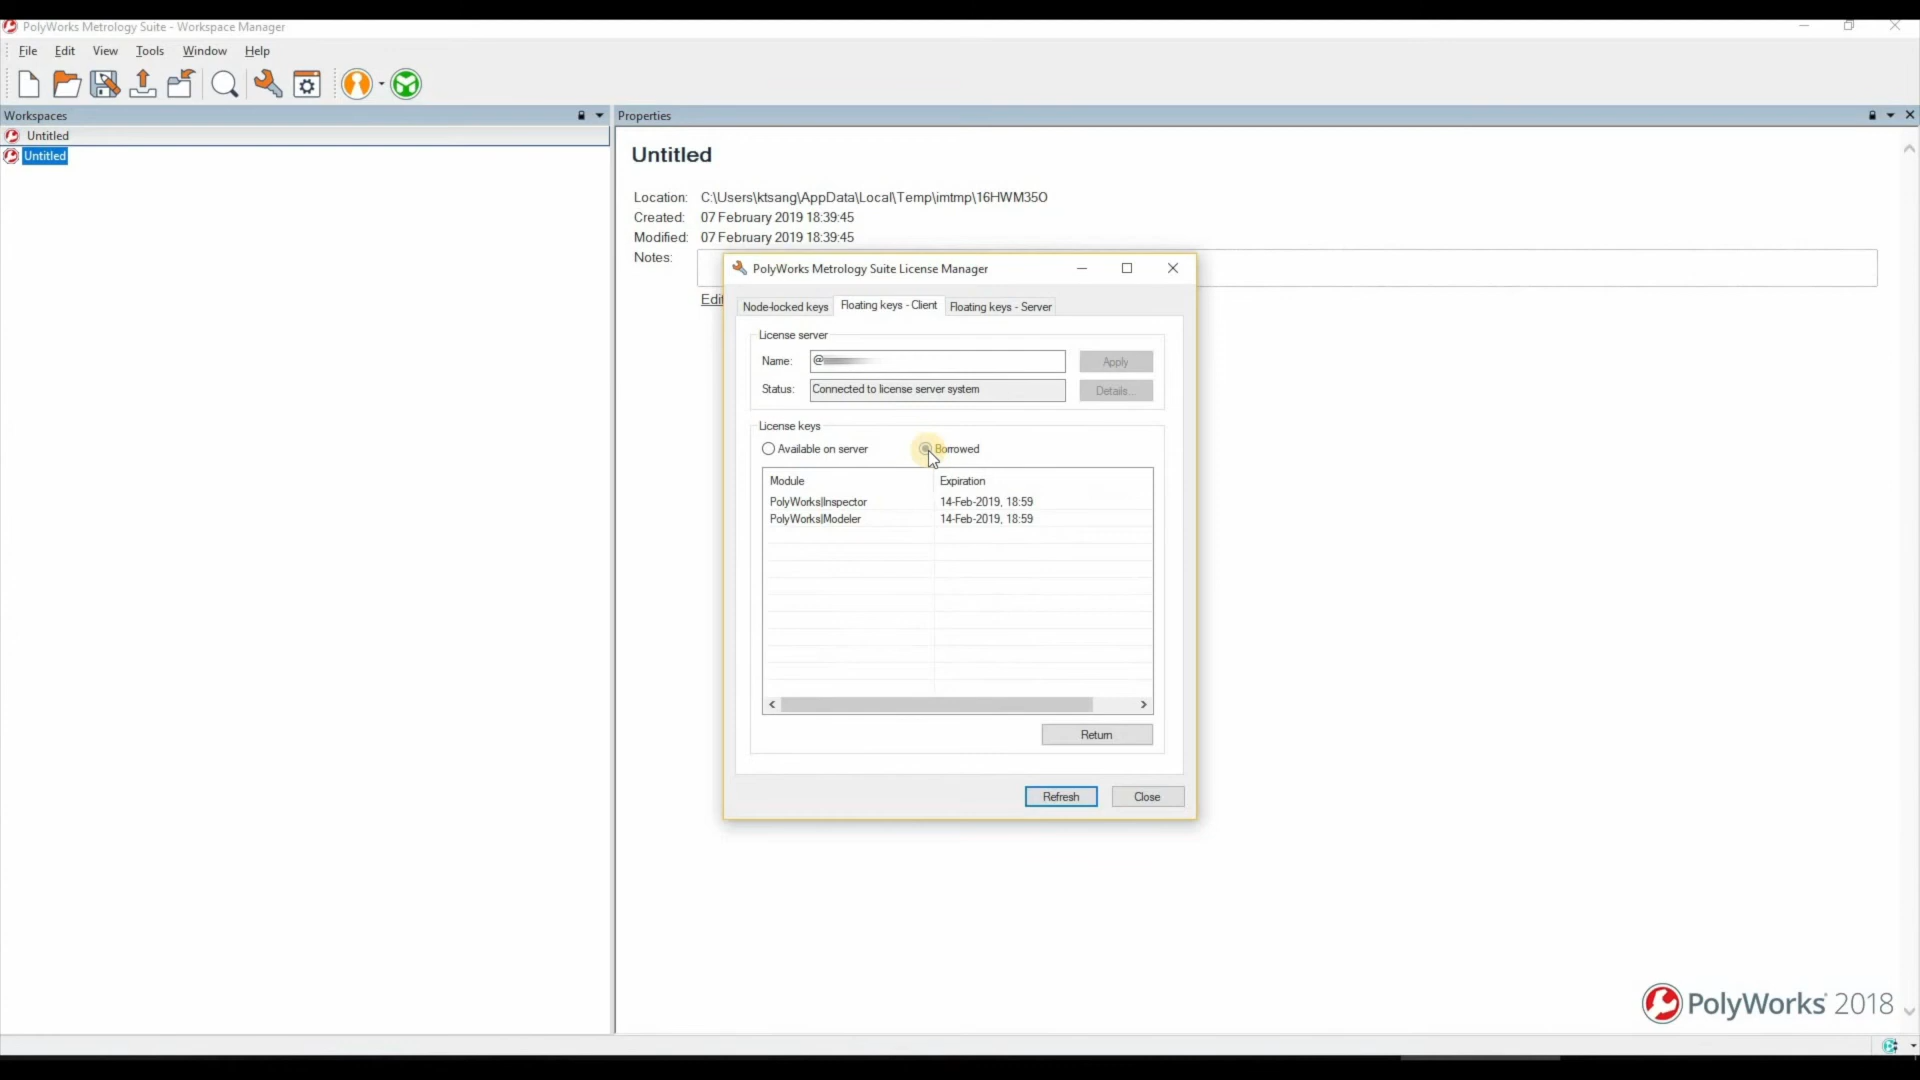 PolyWorks Metrology Suite - Workspace Manager
File Edit View Tools Window Help
Workspaces
Untitled
Untitled
Properties
Untitled
Location: C:\Users\ktsang\AppData\Local\Temp\imtmp\16HWM35O
Created: 07 February 2019 18:39:45
Modified: 07 February 2019 18:39:45
Notes:
Edit
PolyWorks Metrology Suite License Manager
Node-locked keys Floating keys - Client Floating keys - Server
License server
Name: @ Apply
Status: Connected to license server system Details...
License keys
Available on server Borrowed
Module Expiration
PolyWorks|Inspector 14-Feb-2019, 18:59
PolyWorks|Modeler 14-Feb-2019, 18:59
Return
Refresh Close
PolyWorks 2018